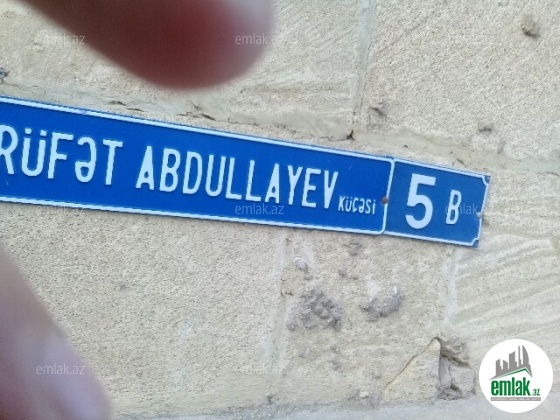 RÜFƏT ABDULLAYEV KÜÇƏSİ 5 B
emlak.az